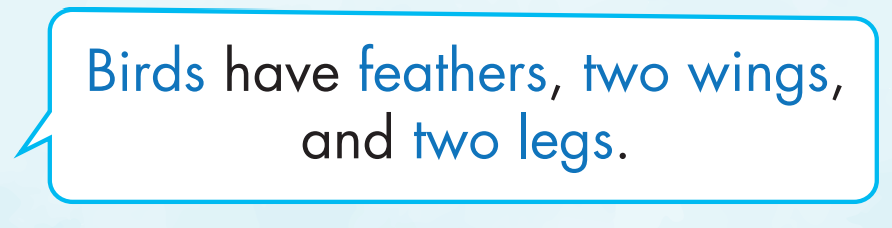 Birds have feathers, two wings,
and two legs.